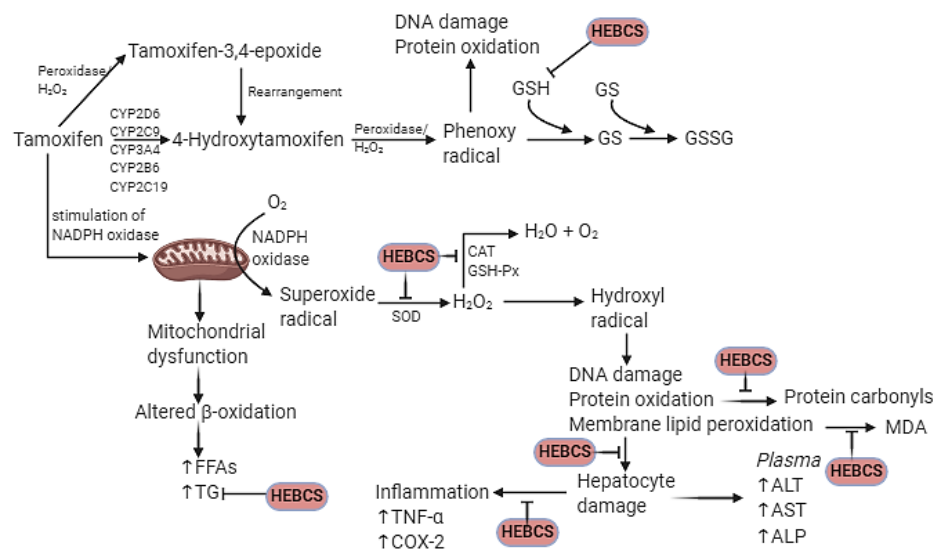 DNA damage
Protein oxidation
HEBCS
Tamoxifen-3,4-epoxide
Peroxidase/
H₂O₂
Rearrangement
GSH
GS
CYP2D6
CYP2C9
CYP3A4
CYP2B6
CYP2C19
Tamoxifen
4-Hydroxytamoxifen
Peroxidase/
H₂O₂
Phenoxy
radical
GS
GSSG
stimulation of
NADPH oxidase
O₂
NADPH
oxidase
HEBCS
H₂O + O₂
CAT
GSH-Px
Superoxide
radical
SOD
H₂O₂
Hydroxyl
radical
Mitochondrial
dysfunction
HEBCS
DNA damage
Protein oxidation
Protein carbonyls
Membrane lipid peroxidation
MDA
Altered β-oxidation
HEBCS
HEBCS
↑FFAs
↑TG
HEBCS
Hepatocyte
damage
Plasma
↑ALT
↑AST
↑ALP
Inflammation
↑TNF-α
↑COX-2
HEBCS